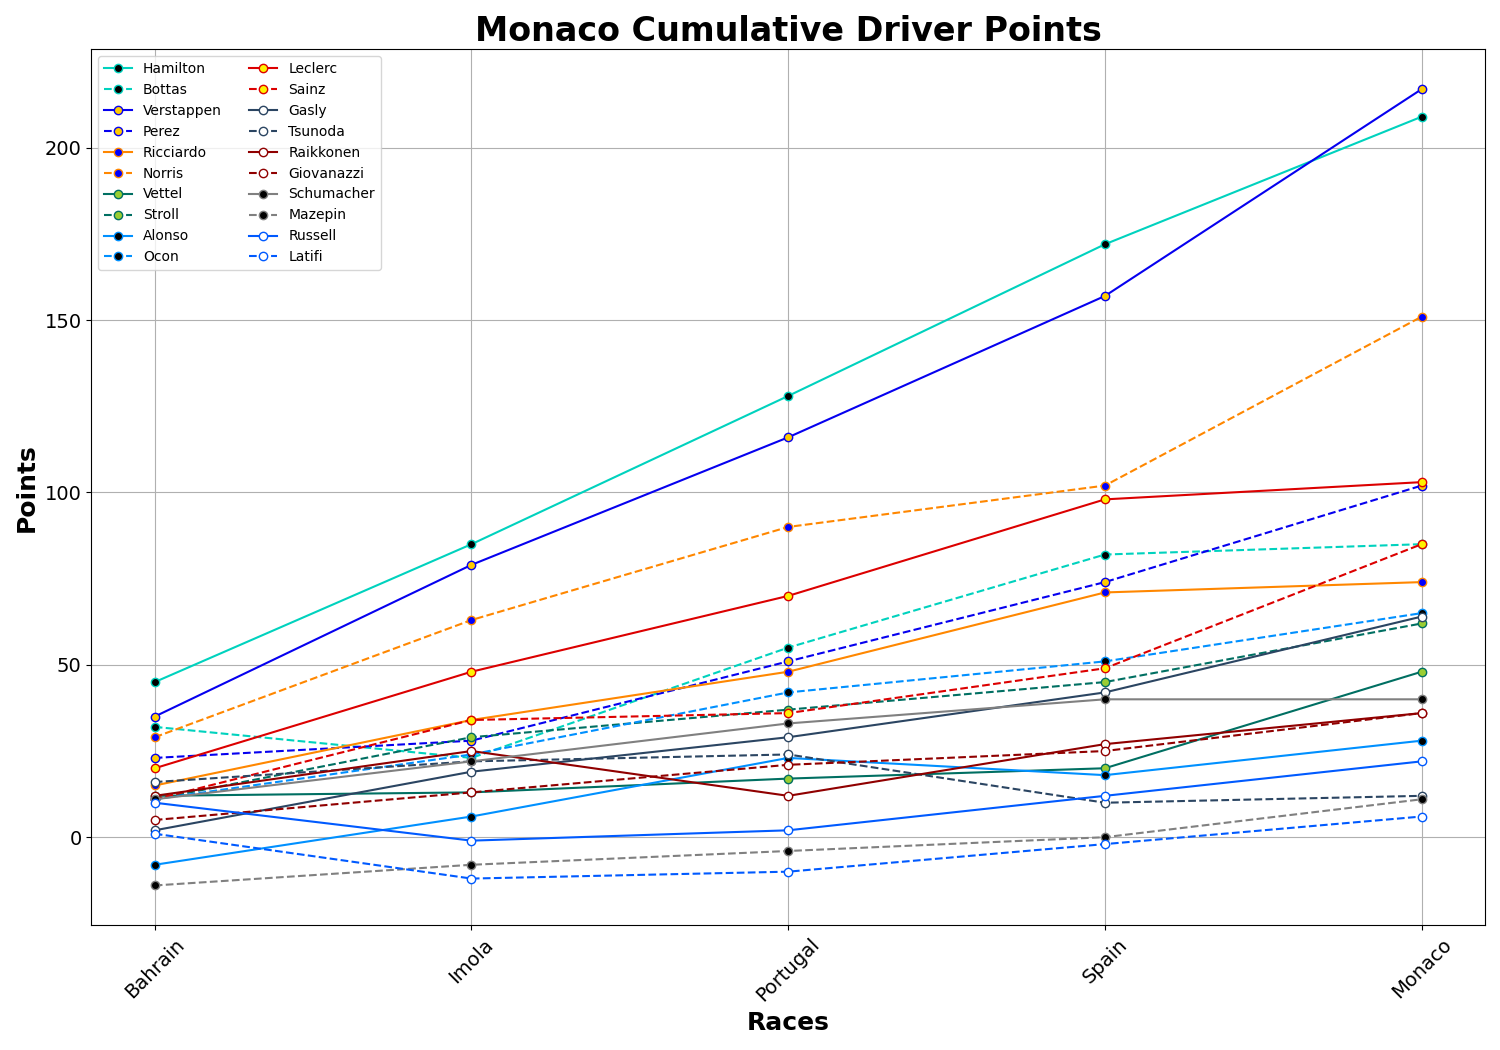 Monaco Cumulative Driver Points
Hamilton
Bottas
Verstappen
Perez
Ricciardo
Norris
Vettel
Stroll
Alonso
Ocon
Leclerc
Sainz
Gasly
Tsunoda
Raikkonen
Giovanazzi
Schumacher
Mazepin
Russell
Latifi
Points
200
150
100
50
0
Bahrain
Imola
Portugal
Spain
Monaco
Races